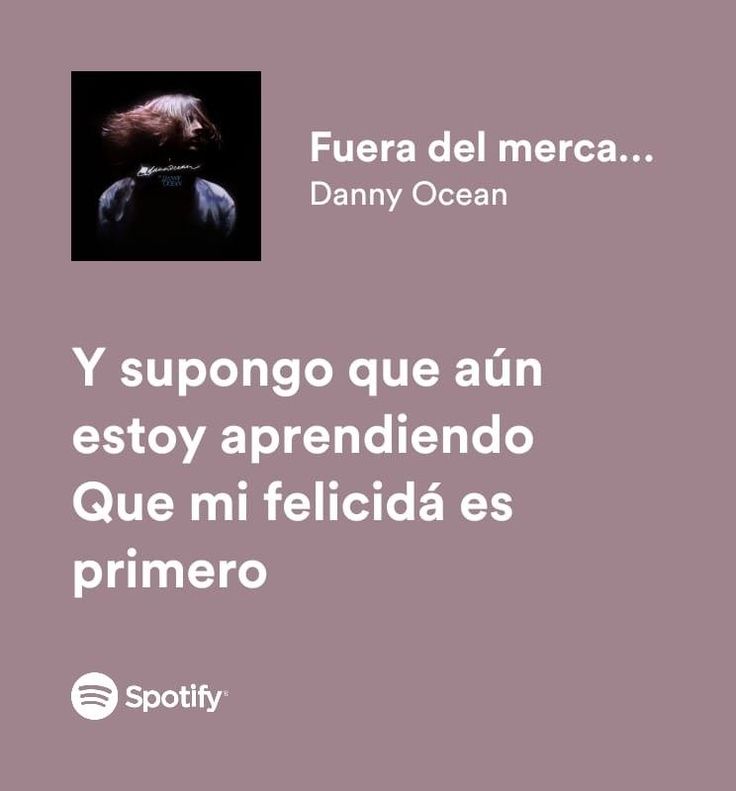 Fuera del merca...
Danny Ocean
Y supongo que aún
estoy aprendiendo
Que mi felicidá es
primero
Spotify